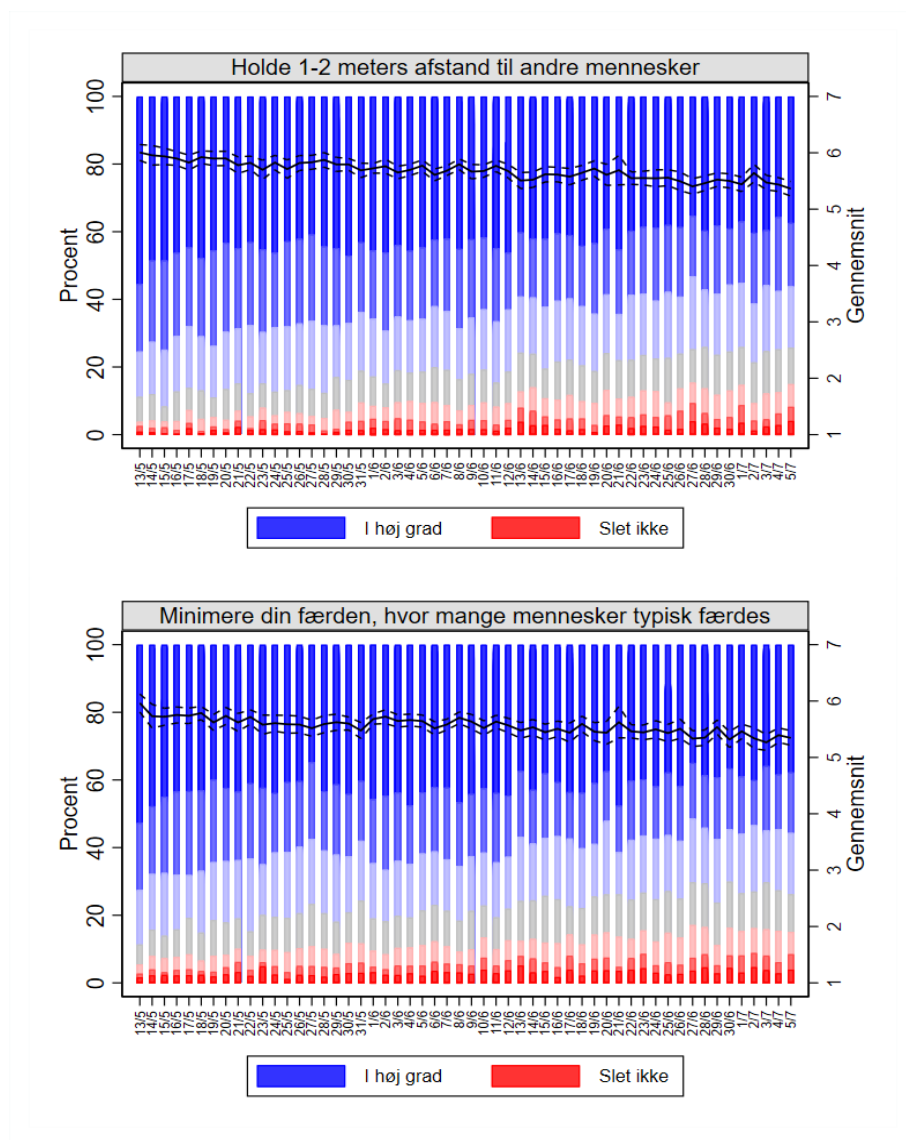 Holde 1-2 meters afstand til andre mennesker
Procent
100
80
60
40
20
0
7
6
5
4
3
2
1
Gennemsnit
13/5 14/5 15/5 16/5 17/5 18/5 19/5 20/5 21/5 22/5 23/5 24/5 25/5 26/5 27/5 28/5 29/5 30/5 31/5 1/6 2/6 3/6 4/6 5/6 6/6 7/6 8/6 9/6 10/6 11/6 12/6 13/6 14/6 15/6 16/6 17/6 18/6 19/6 20/6 21/6 22/6 23/6 24/6 25/6 26/6 27/6 28/6 29/6 30/6 1/7 2/7 3/7 4/7 5/7
I høj grad Slet ikke
Minimere din færden, hvor mange mennesker typisk færdes
Procent
100
80
60
40
20
0
7
6
5
4
3
2
1
Gennemsnit
13/5 14/5 15/5 16/5 17/5 18/5 19/5 20/5 21/5 22/5 23/5 24/5 25/5 26/5 27/5 28/5 29/5 30/5 31/5 1/6 2/6 3/6 4/6 5/6 6/6 7/6 8/6 9/6 10/6 11/6 12/6 13/6 14/6 15/6 16/6 17/6 18/6 19/6 20/6 21/6 22/6 23/6 24/6 25/6 26/6 27/6 28/6 29/6 30/6 1/7 2/7 3/7 4/7 5/7
I høj grad Slet ikke